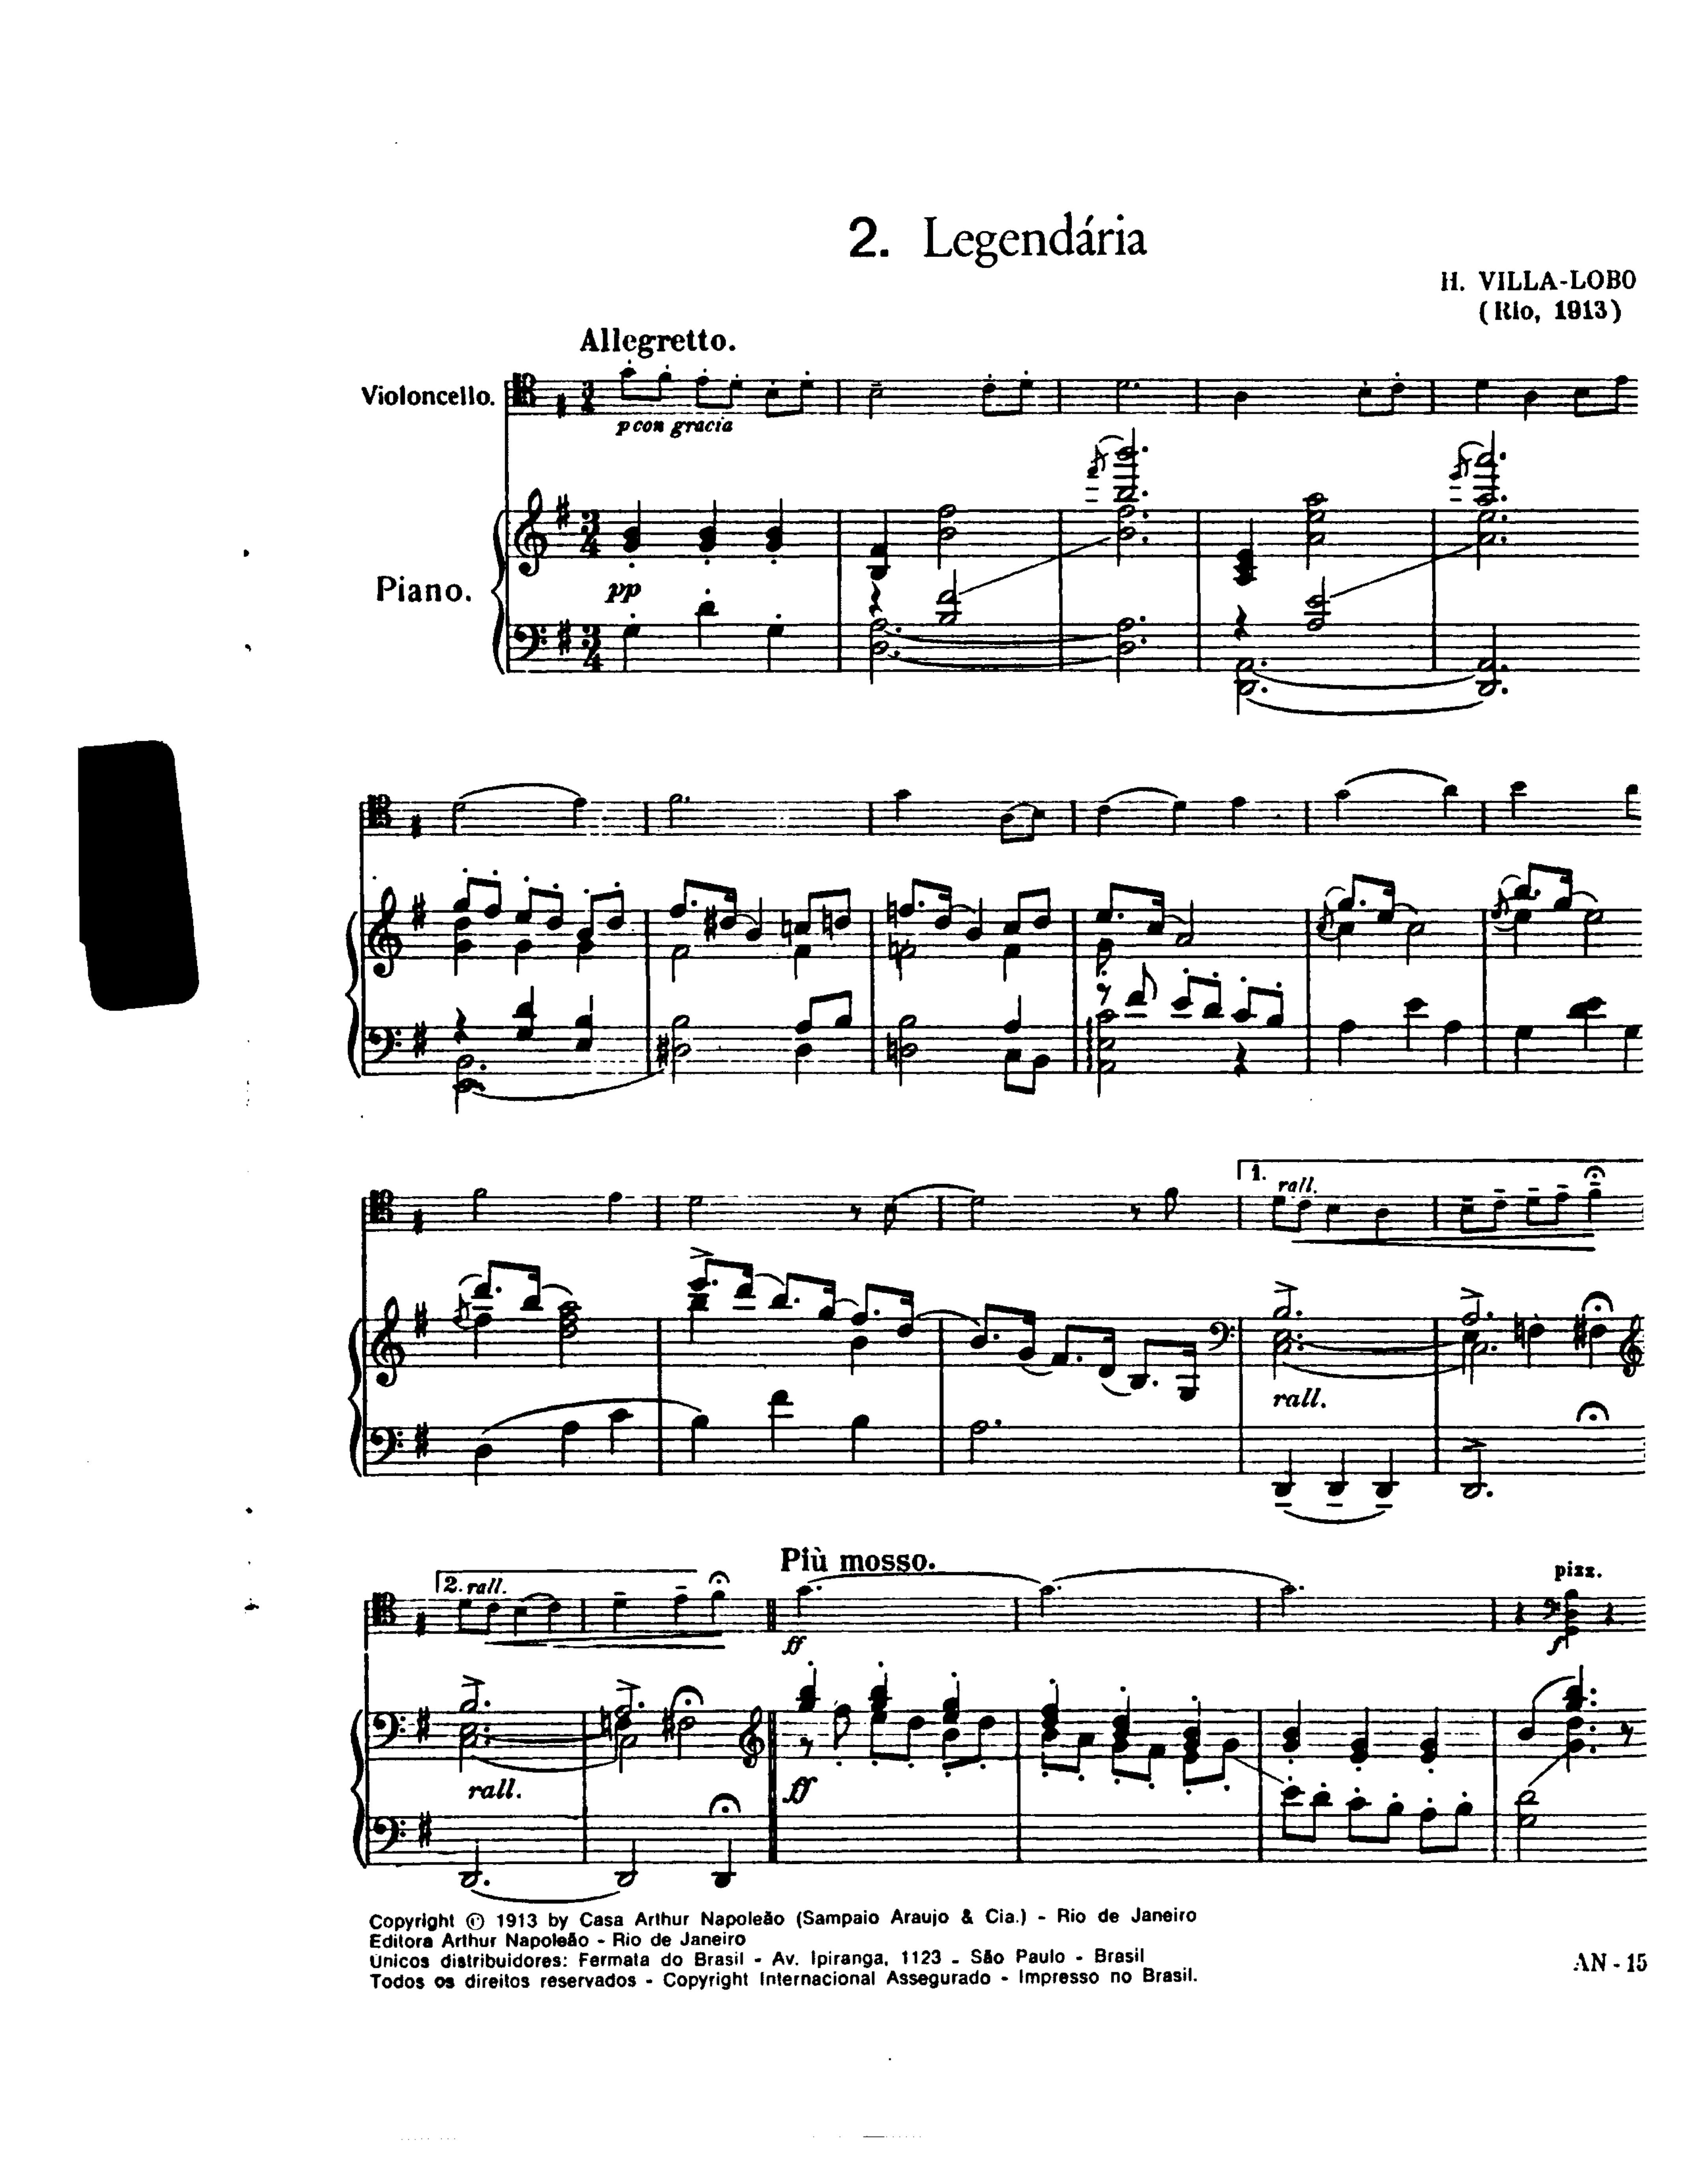 2. Legendária
H. VILLA-LOBO
(Rio, 1913)
Allegretto.
Violoncello.
p con gracia
Piano.
pp
1.
rall.
rall.
2. rall.
Più mosso.
pizz.
ff
f
rall.
ff
Copyright © 1913 by Casa Arthur Napoleão (Sampaio Araujo & Cia.) - Rio de Janeiro
Editora Arthur Napoleão - Rio de Janeiro
Unicos distribuidores: Fermata do Brasil - Av. Ipiranga, 1123 - São Paulo - Brasil
Todos os direitos reservados - Copyright Internacional Assegurado - Impresso no Brasil.
AN - 15